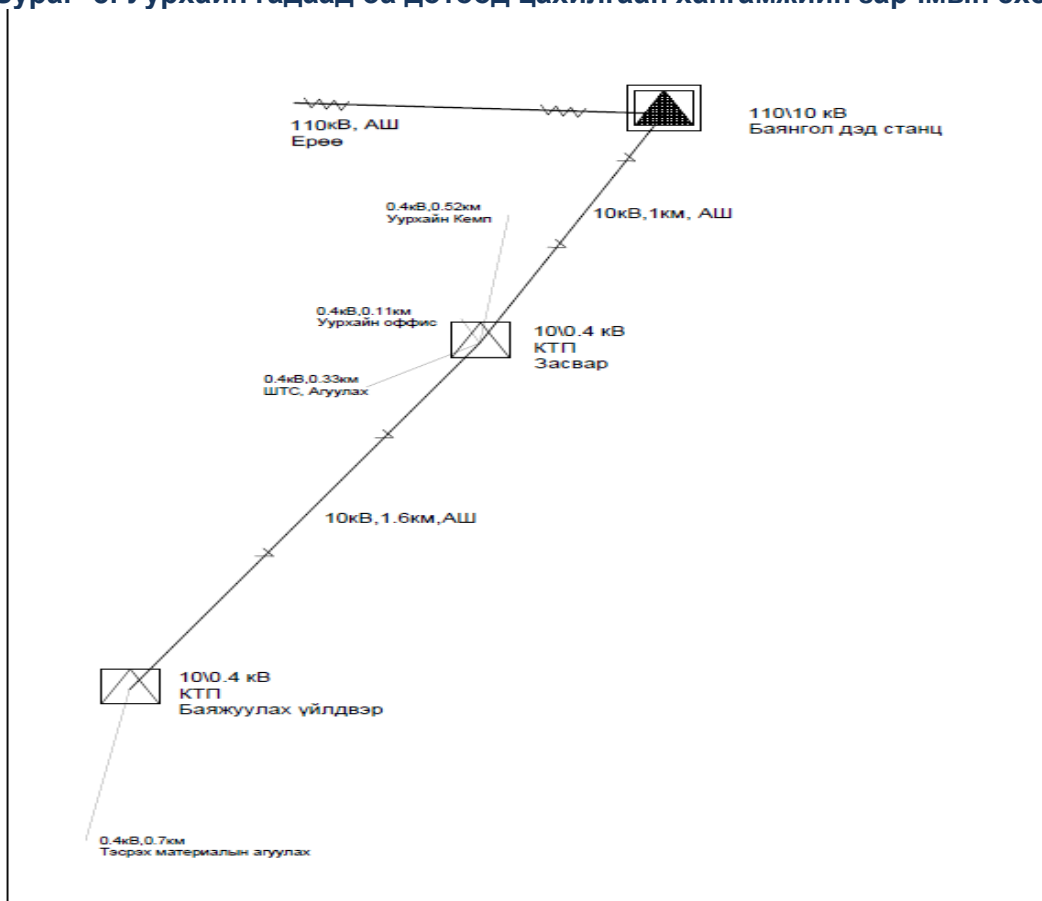 110кВ, АШ
Ерөө
110\10 кВ
Баянгол дэд станц
0.4кВ,0.52км
Уурхайн Кемп
10кВ,1км, АШ
0.4кВ,0.11км
Уурхайн оффис
10\0.4 кВ
КТП
Засвар
0.4кВ,0.33км
ШТС, Агуулах
10кВ,1.6км,АШ
10\0.4 кВ
КТП
Баяжуулах үйлдвэр
0.4кВ,0.7км
Тэсрэх материалын агуулах